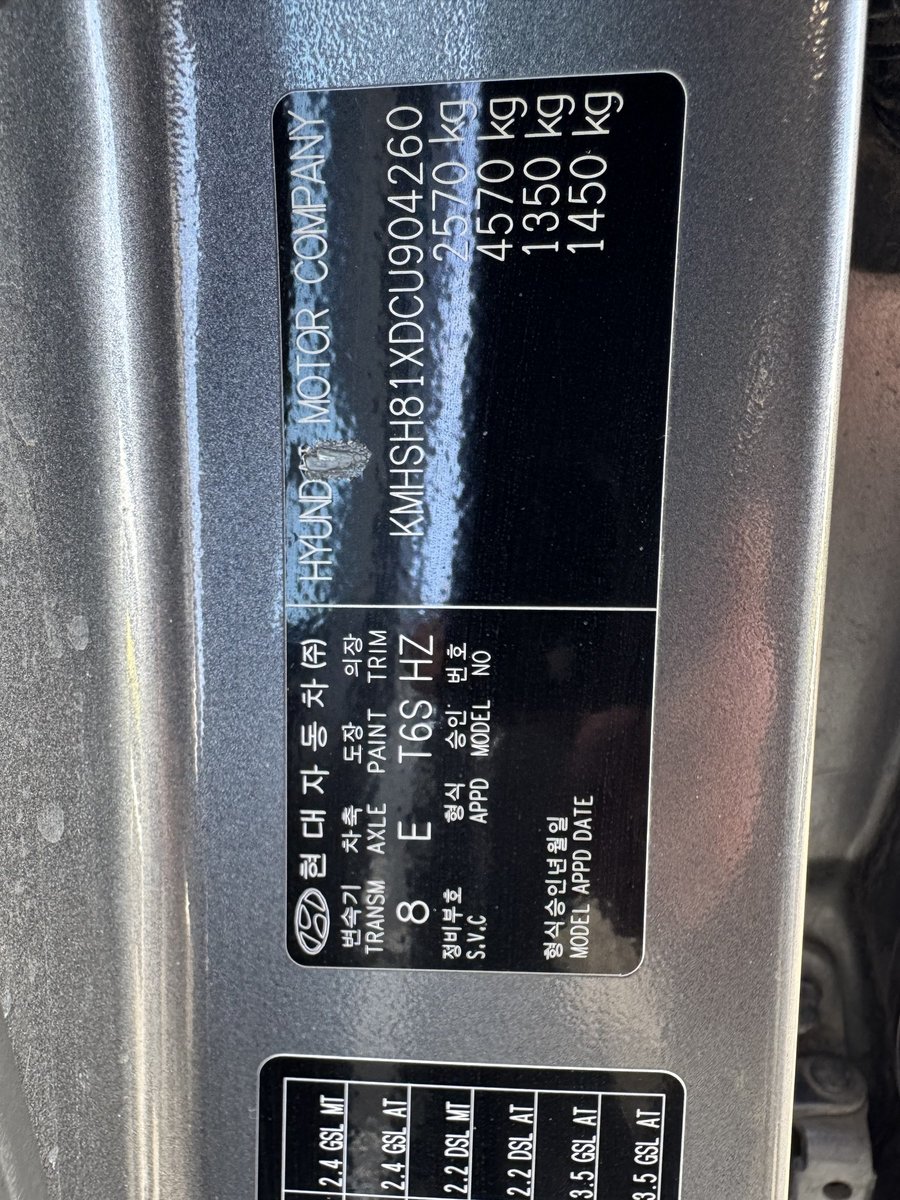 현대자동차(주)
HYUNDAI MOTOR COMPANY
변속기 차축 도장 의장
TRANSM AXLE PAINT TRIM
8 E T6S HZ
KMHSH81XDCU904260
정비부호 형식 승인 번호
S.V.C APPD MODEL NO
2570 kg
4570 kg
1350 kg
1450 kg
형식승인년월일
MODEL APPD DATE
2.4 GSL MT
2.4 GSL AT
2.2 DSL MT
2.2 DSL AT
3.5 GSL AT
3.5 GSL AT